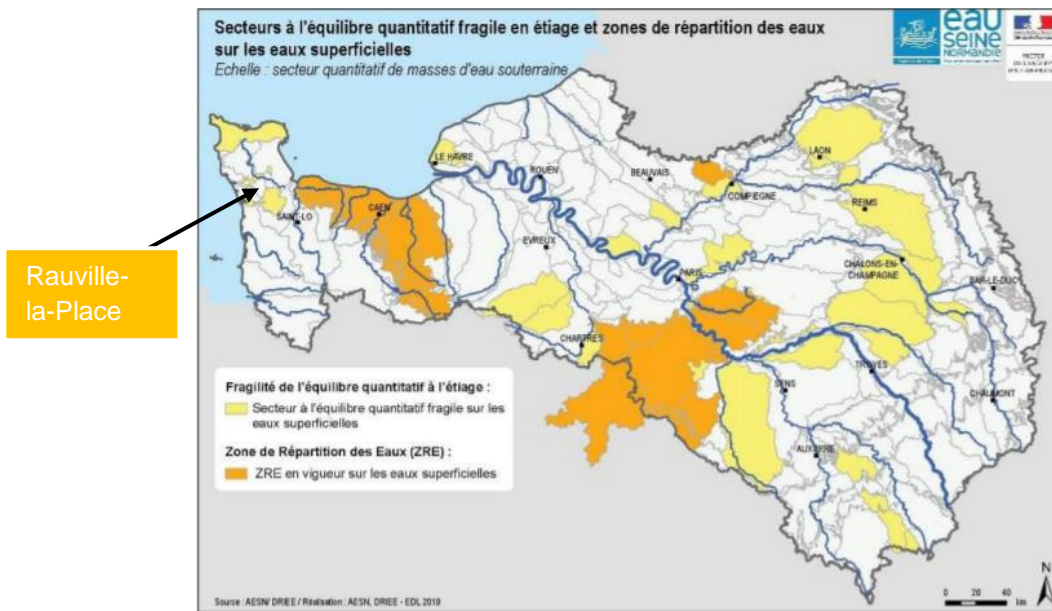 Secteurs à l'équilibre quantitatif fragile en étiage et zones de répartition des eaux
sur les eaux superficielles
Echelle : secteur quantitatif de masses d'eau souterraine
eau
SEINE
NORMANDIE
PREFET
LE HAVRE
ROUEN
BEAUVAIS
COMPIEGNE
LAON
REIMS
SAINT-LO
CAEN
EVREUX
PARIS
CHALONS-EN-
CHAMPAGNE
BAR-LE-DUC
Rauville-
la-Place
CHARTRES
SENS
TROYES
CHAUMONT
AUXERRE
Fragilité de l'équilibre quantitatif à l'étiage :
Secteur à l'équilibre quantitatif fragile sur les
eaux superficielles
Zone de Répartition des Eaux (ZRE) :
ZRE en vigueur sur les eaux superficielles
N
0 20 40
km
Source : AESN/ DRIEE / Réalisation : AESN, DRIEE - EDL 2019